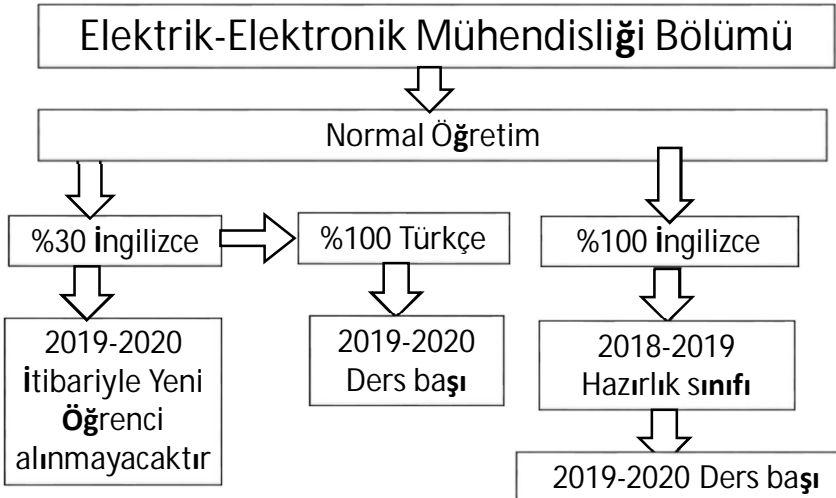 Elektrik-Elektronik Mühendisliği Bölümü
Normal Öğretim
%30 İngilizce
%100 Türkçe
%100 İngilizce
2019-2020
İtibariyle Yeni
Öğrenci
alınmayacaktır
2019-2020
Ders başı
2018-2019
Hazırlık sınıfı
2019-2020 Ders başı